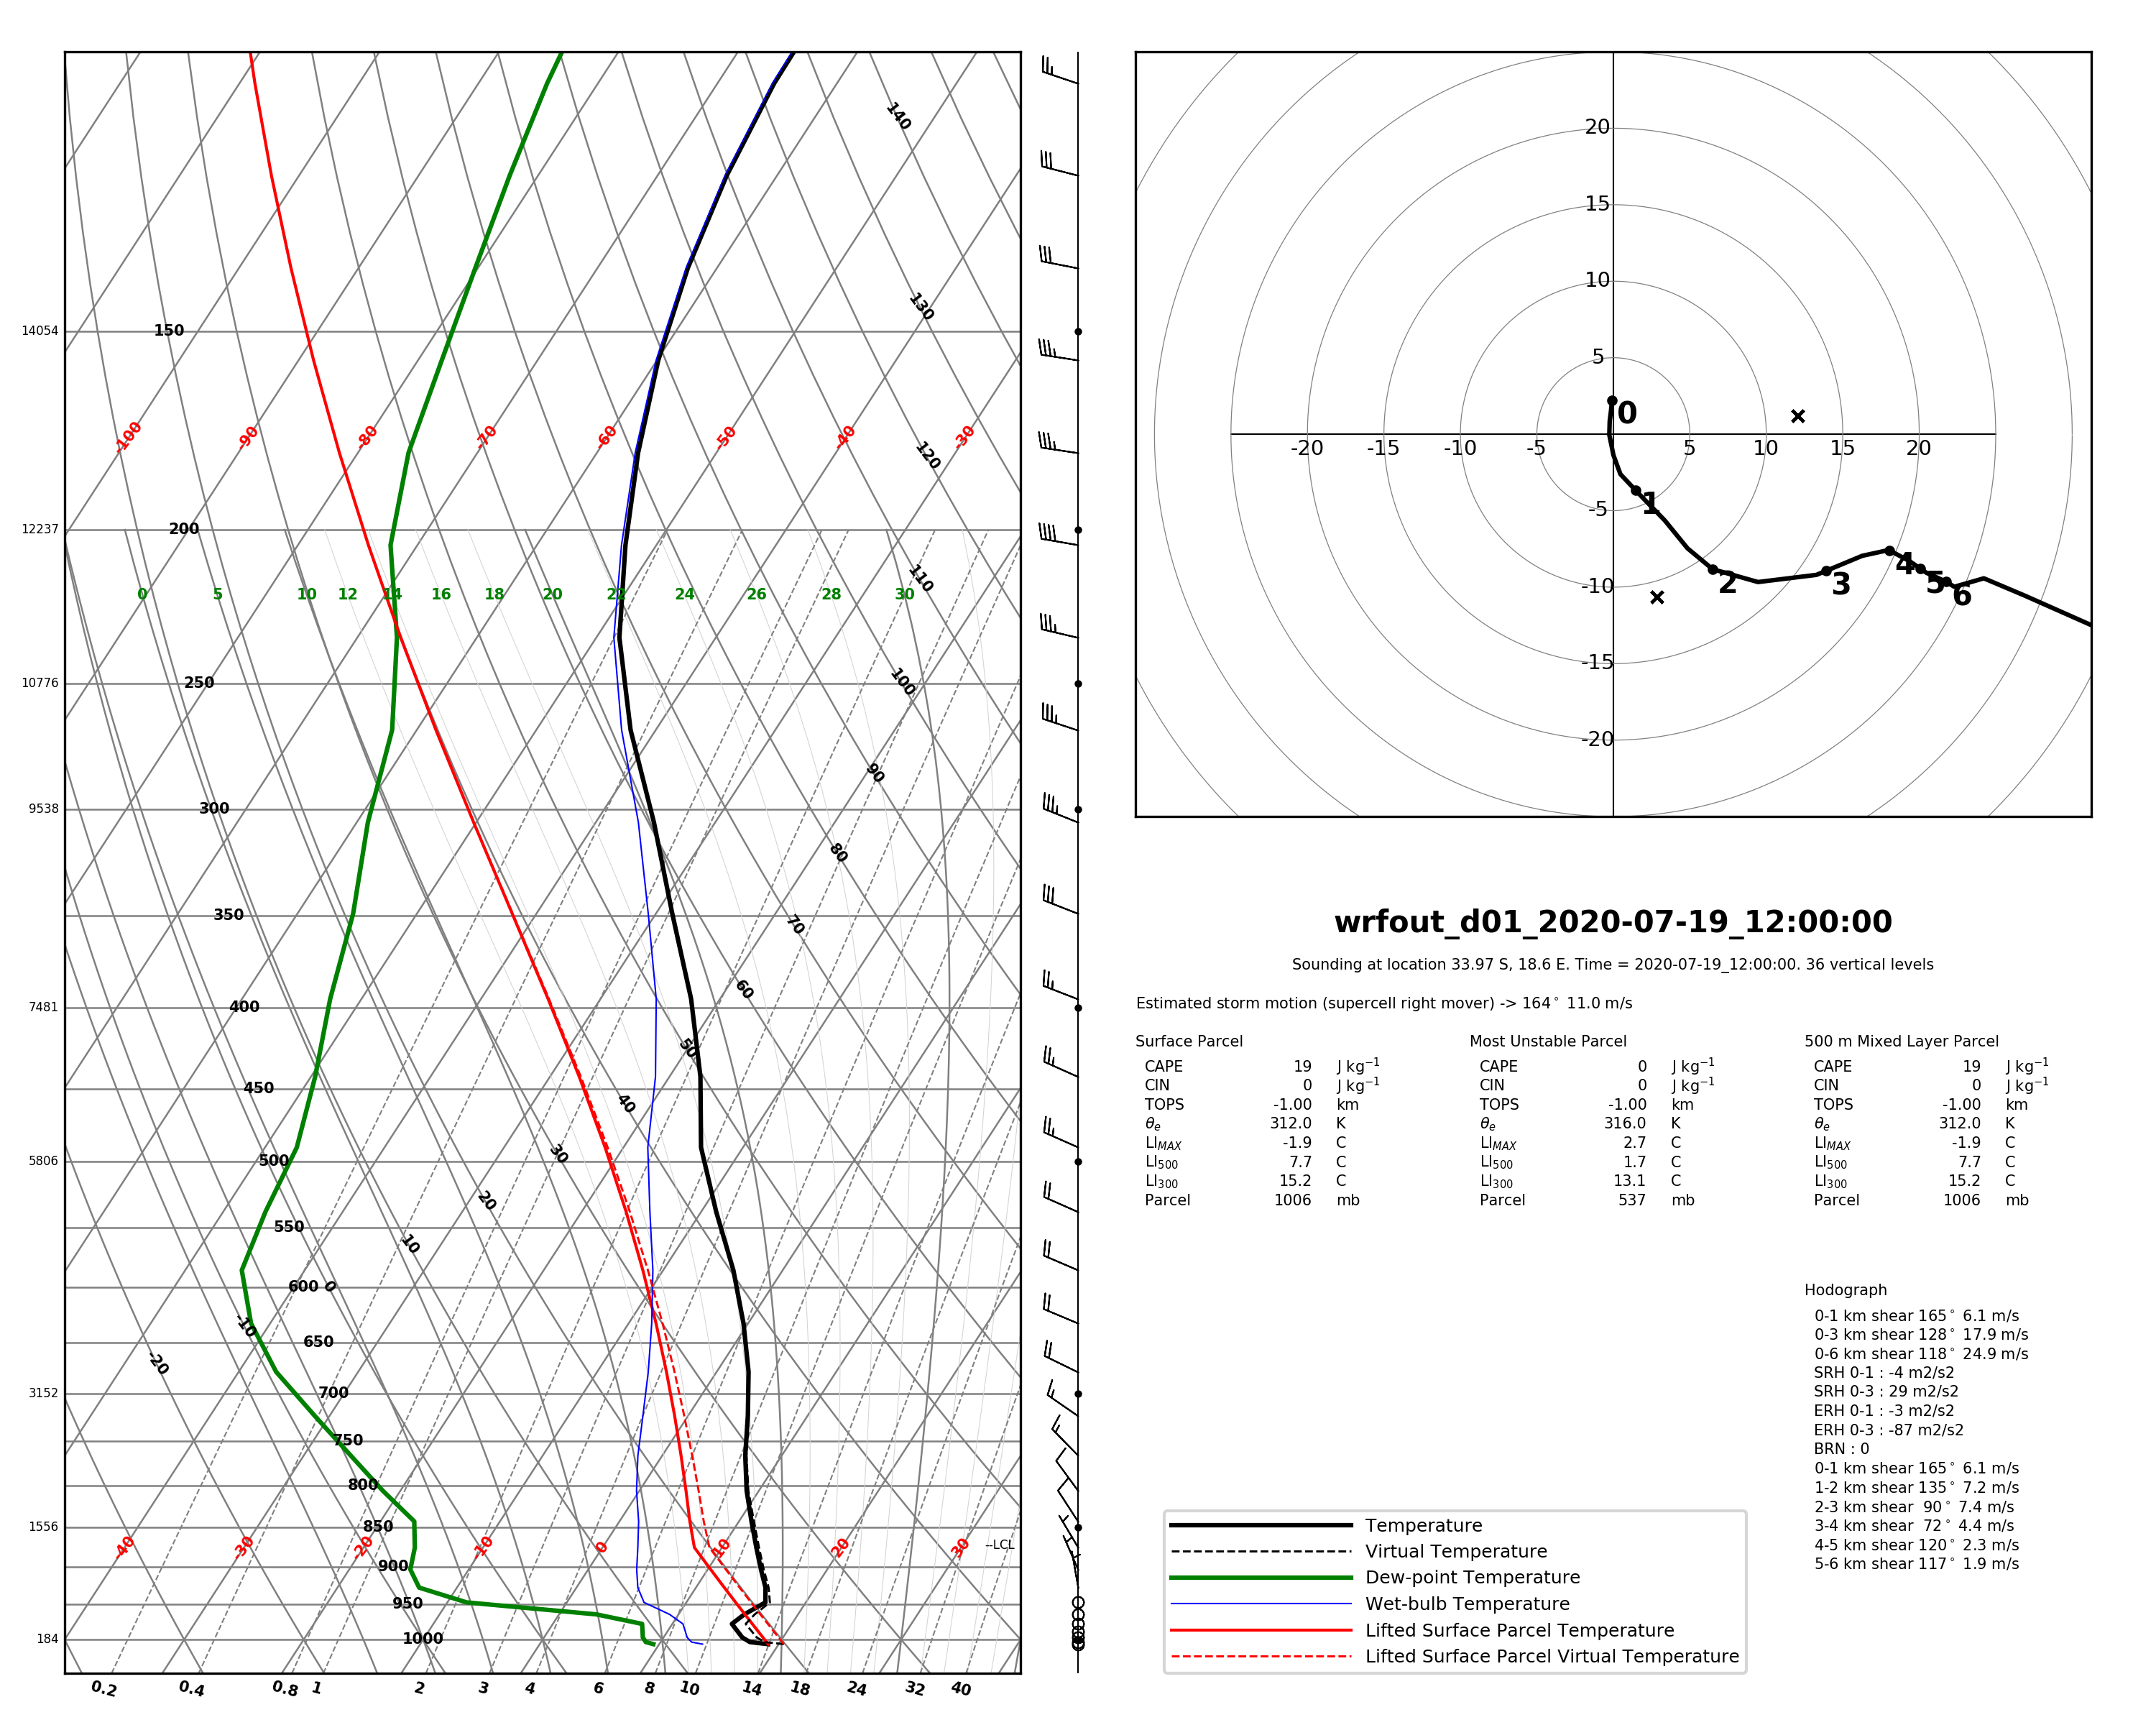 140
130
14054 150
-100 -90 -80 -70 -60 -50 -40 -30
120
12237 200
110
0 5 10 12 14 16 18 20 22 24 26 28 30
10776 250
100
90
9538 300
80
350
70
60
7481 400
50
450
40
5806 500
30
20
550
10
600 0
-10
650
-20
3152 700
750
800
1556 850
-40 -30 -20 -10 0 10 20 30
--LCL
900
950
184 1000
0.2 0.4 0.8 1 2 3 4 6 8 10 14 18 24 32 40
20
15
10
5
0
-20 -15 -10 -5 5 10 15 20
-5
1
-10
2 3 4 5 6
-15
-20
wrfout_d01_2020-07-19_12:00:00
Sounding at location 33.97 S, 18.6 E. Time = 2020-07-19_12:00:00. 36 vertical levels
Estimated storm motion (supercell right mover) -> 164° 11.0 m/s
Surface Parcel
CAPE 19 J kg⁻¹
CIN 0 J kg⁻¹
TOPS -1.00 km
θe 312.0 K
LIMAX -1.9 C
LI500 7.7 C
LI300 15.2 C
Parcel 1006 mb
Most Unstable Parcel
CAPE 0 J kg⁻¹
CIN 0 J kg⁻¹
TOPS -1.00 km
θe 316.0 K
LIMAX 2.7 C
LI500 1.7 C
LI300 13.1 C
Parcel 537 mb
500 m Mixed Layer Parcel
CAPE 19 J kg⁻¹
CIN 0 J kg⁻¹
TOPS -1.00 km
θe 312.0 K
LIMAX -1.9 C
LI500 7.7 C
LI300 15.2 C
Parcel 1006 mb
Hodograph
0-1 km shear 165° 6.1 m/s
0-3 km shear 128° 17.9 m/s
0-6 km shear 118° 24.9 m/s
SRH 0-1 : -4 m2/s2
SRH 0-3 : 29 m2/s2
ERH 0-1 : -3 m2/s2
ERH 0-3 : -87 m2/s2
BRN : 0
0-1 km shear 165° 6.1 m/s
1-2 km shear 135° 7.2 m/s
2-3 km shear 90° 7.4 m/s
3-4 km shear 72° 4.4 m/s
4-5 km shear 120° 2.3 m/s
5-6 km shear 117° 1.9 m/s
Temperature
Virtual Temperature
Dew-point Temperature
Wet-bulb Temperature
Lifted Surface Parcel Temperature
Lifted Surface Parcel Virtual Temperature